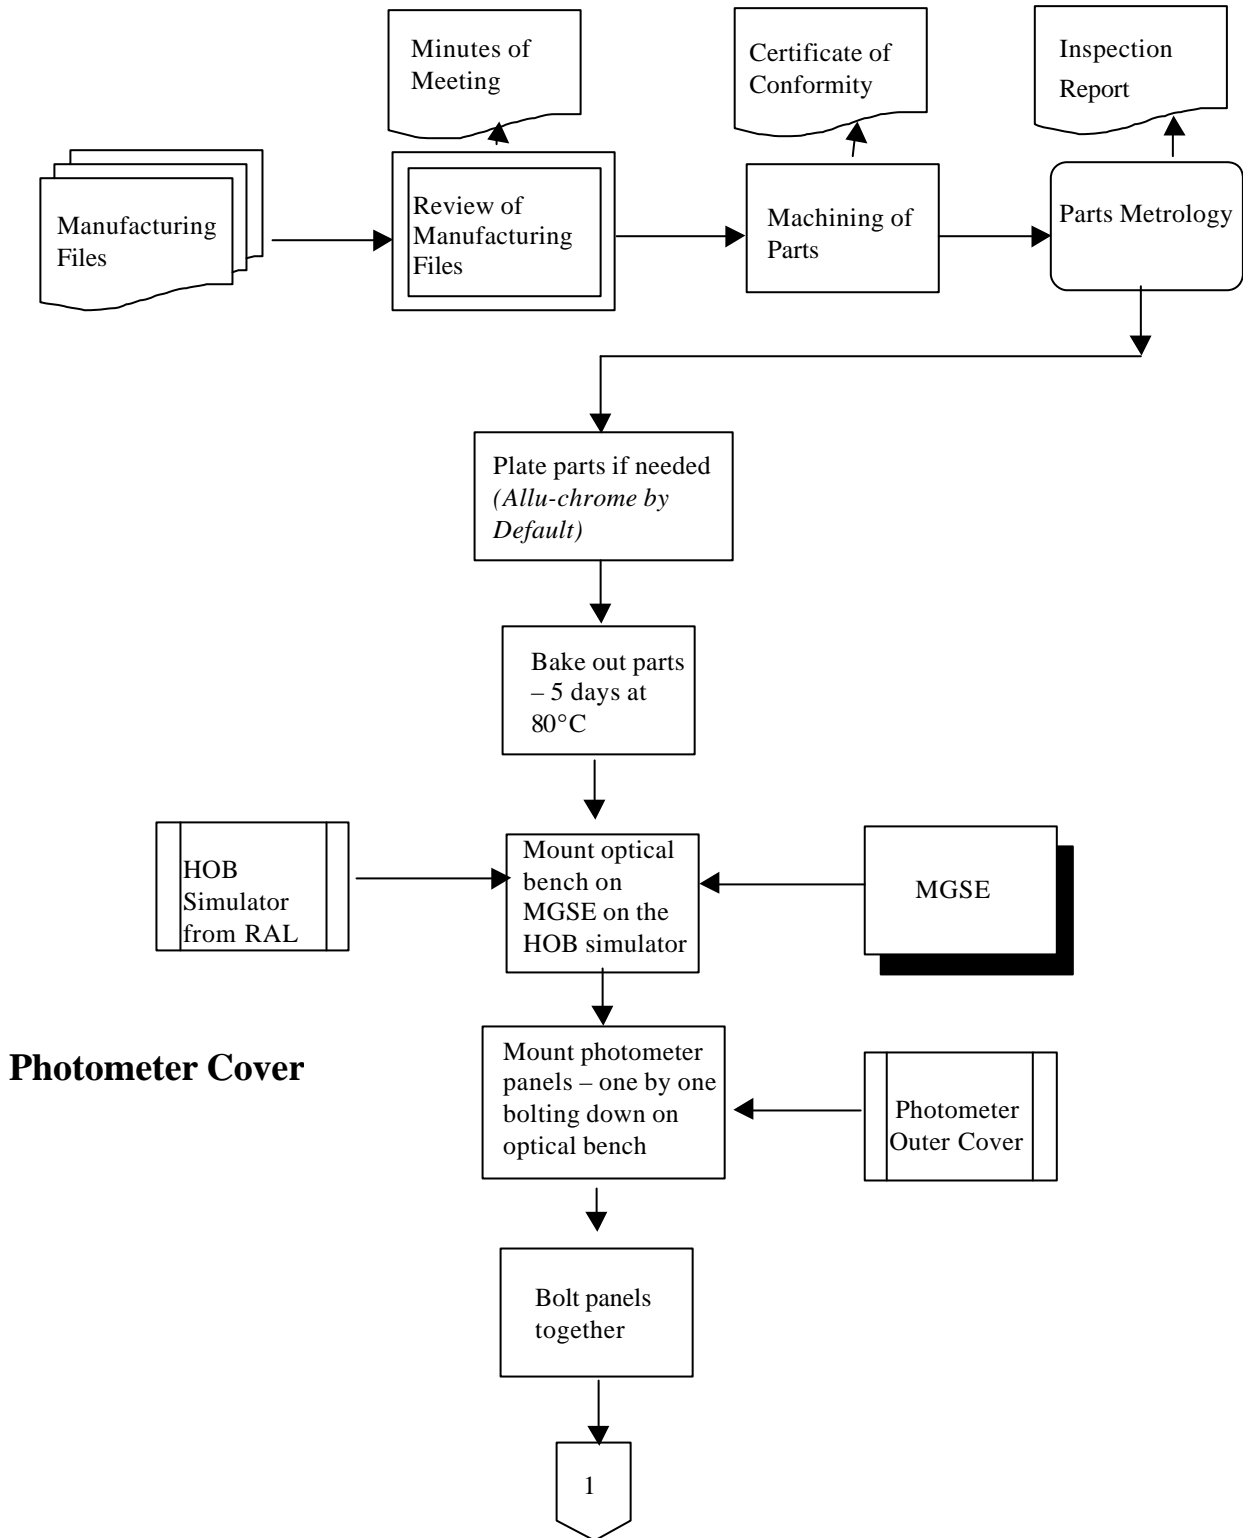 Minutes of
Meeting
Certificate of
Conformity
Inspection
Report
Manufacturing
Files
Review of
Manufacturing
Files
Machining of
Parts
Parts Metrology
Plate parts if needed
(Allu-chrome by
Default)
Bake out parts
– 5 days at
80°C
HOB
Simulator
from RAL
Mount optical
bench on
MGSE on the
HOB simulator
MGSE
Photometer Cover
Mount photometer
panels – one by one
bolting down on
optical bench
Photometer
Outer Cover
Bolt panels
together
1